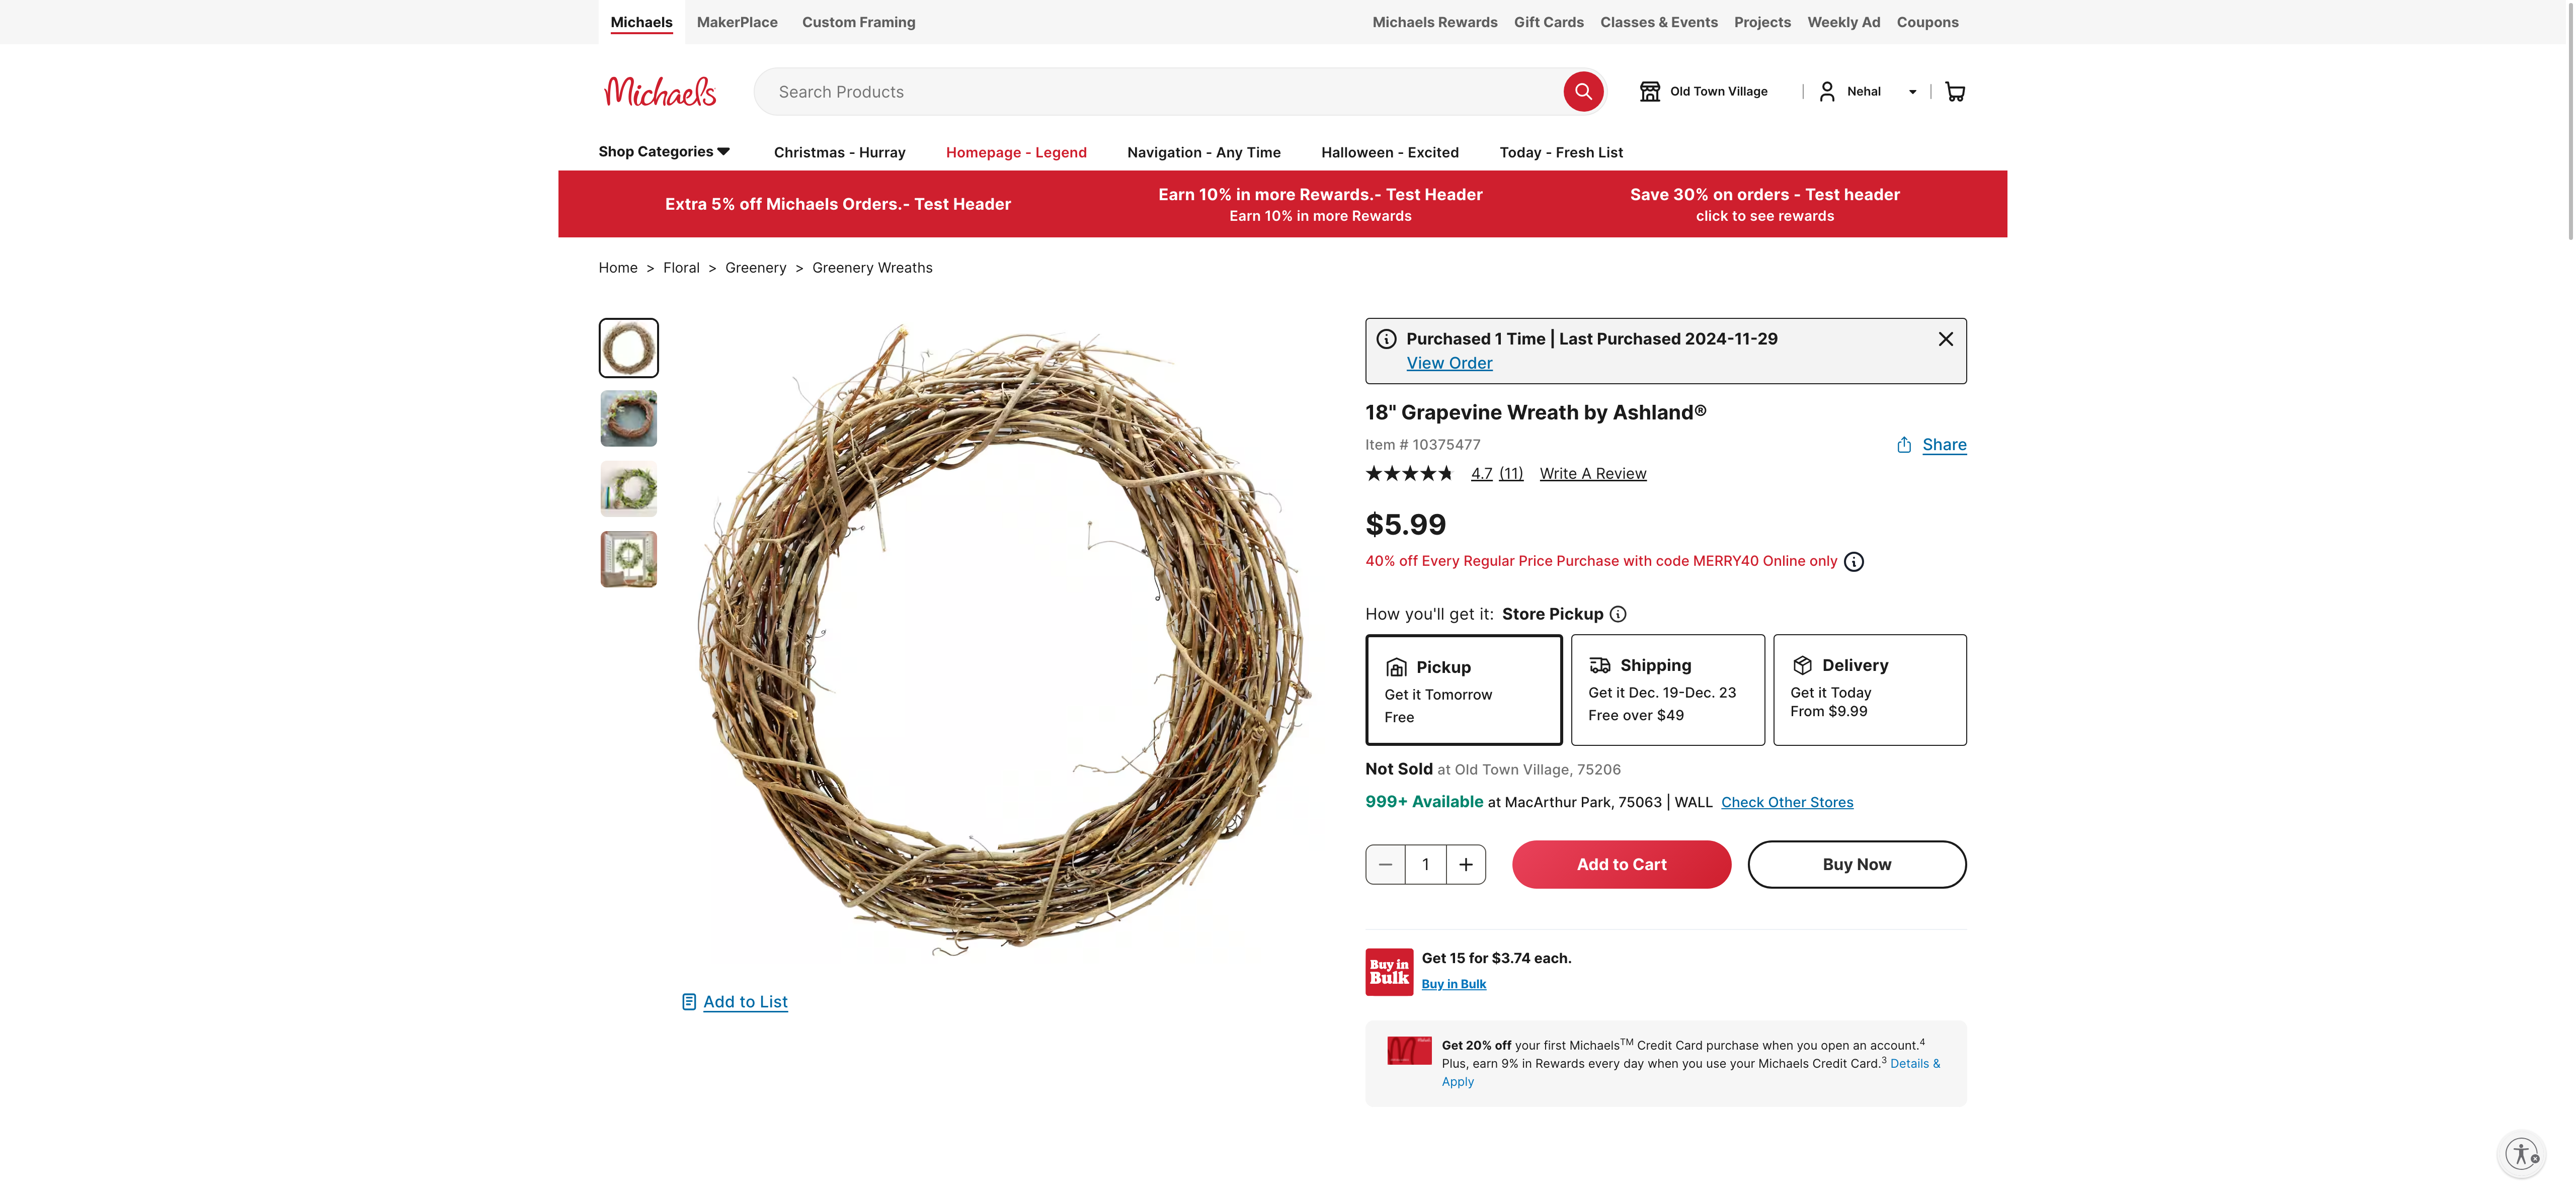 Michaels MakerPlace Custom Framing Michaels Rewards Gift Cards Classes & Events Projects Weekly Ad Coupons
Michaels Search Products Old Town Village | Nehal |
Shop Categories Christmas - Hurray Homepage - Legend Navigation - Any Time Halloween - Excited Today - Fresh List
Extra 5% off Michaels Orders.- Test Header
Earn 10% in more Rewards.- Test Header
Earn 10% in more Rewards
Save 30% on orders - Test header
click to see rewards
Home > Floral > Greenery > Greenery Wreaths
Purchased 1 Time | Last Purchased 2024-11-29
View Order
18" Grapevine Wreath by Ashland®
Item # 10375477 Share
4.7 (11) Write A Review
$5.99
40% off Every Regular Price Purchase with code MERRY40 Online only
How you'll get it: Store Pickup
Pickup
Get it Tomorrow
Free
Shipping
Get it Dec. 19-Dec. 23
Free over $49
Delivery
Get it Today
From $9.99
Not Sold at Old Town Village, 75206
999+ Available at MacArthur Park, 75063 | WALL Check Other Stores
1 Add to Cart Buy Now
Buy in
Bulk
Get 15 for $3.74 each.
Buy in Bulk
Add to List
Get 20% off your first Michaels™ Credit Card purchase when you open an account.⁴
Plus, earn 9% in Rewards every day when you use your Michaels Credit Card.³ Details &
Apply